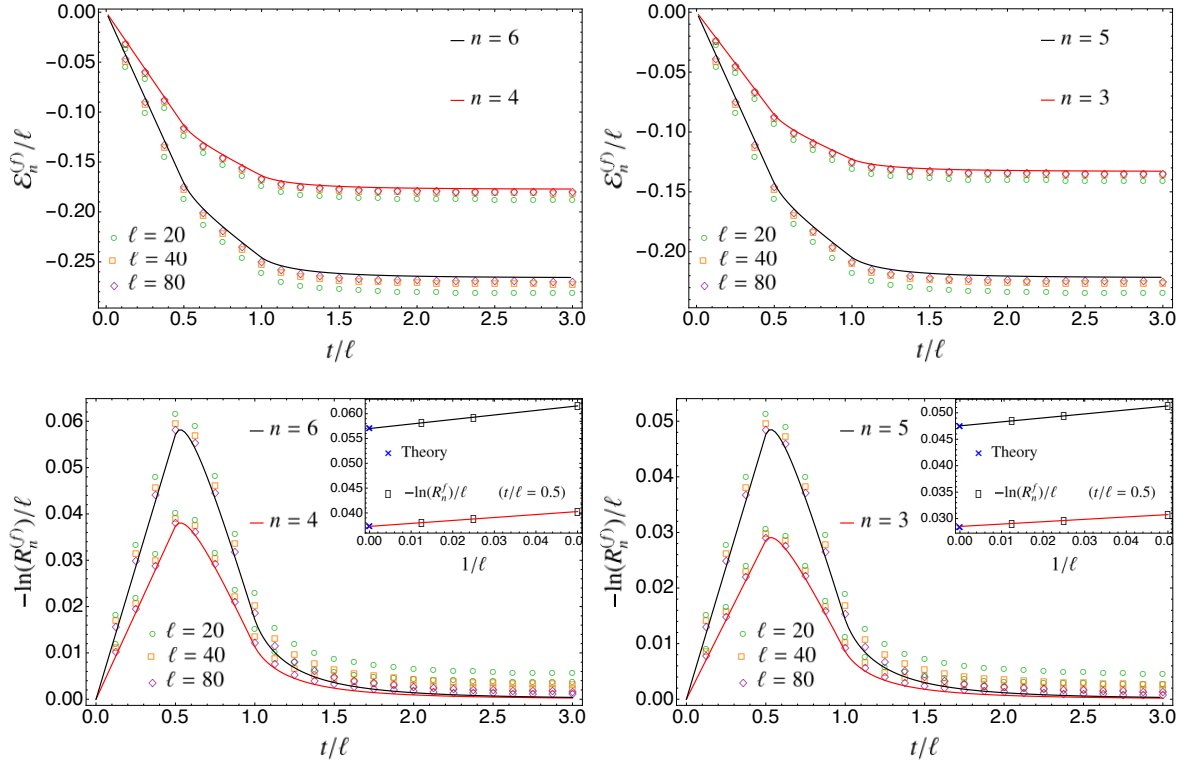 0.00
-0.05
-0.10
-0.15
-0.20
-0.25
ℰₙ⁽ᶠ⁾/ℓ
— n = 6
— n = 4
○ ℓ = 20
□ ℓ = 40
◇ ℓ = 80
0.0 0.5 1.0 1.5 2.0 2.5 3.0
t/ℓ
0.00
-0.05
-0.10
-0.15
-0.20
ℰₙ⁽ᶠ⁾/ℓ
— n = 5
— n = 3
○ ℓ = 20
□ ℓ = 40
◇ ℓ = 80
0.0 0.5 1.0 1.5 2.0 2.5 3.0
t/ℓ
0.06
0.05
0.04
0.03
0.02
0.01
0.00
-ln(Rₙ⁽ᶠ⁾)/ℓ
— n = 6
— n = 4
○ ℓ = 20
□ ℓ = 40
◇ ℓ = 80
0.0 0.5 1.0 1.5 2.0 2.5 3.0
t/ℓ
0.060
0.055
0.050
0.045
0.040
0.035
× Theory
□ -ln(Rₙᶠ)/ℓ (t/ℓ = 0.5)
0.00 0.01 0.02 0.03 0.04 0.0
1/ℓ
0.05
0.04
0.03
0.02
0.01
0.00
-ln(Rₙ⁽ᶠ⁾)/ℓ
— n = 5
— n = 3
○ ℓ = 20
□ ℓ = 40
◇ ℓ = 80
0.0 0.5 1.0 1.5 2.0 2.5 3.0
t/ℓ
0.050
0.045
0.040
0.035
0.030
× Theory
□ -ln(Rₙᶠ)/ℓ (t/ℓ = 0.5)
0.00 0.01 0.02 0.03 0.04 0.0
1/ℓ